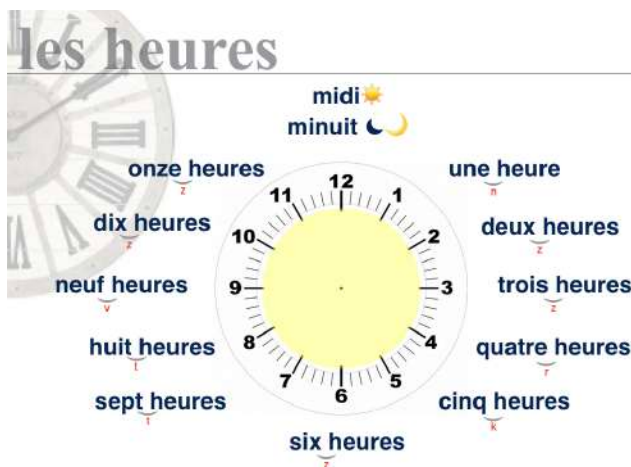 les heures
midi
minuit
onze heures
z
une heure
n
dix heures
z
deux heures
z
neuf heures
v
trois heures
z
huit heures
t
quatre heures
r
sept heures
t
cinq heures
k
six heures
z
12
1
2
3
4
5
6
7
8
9
10
11